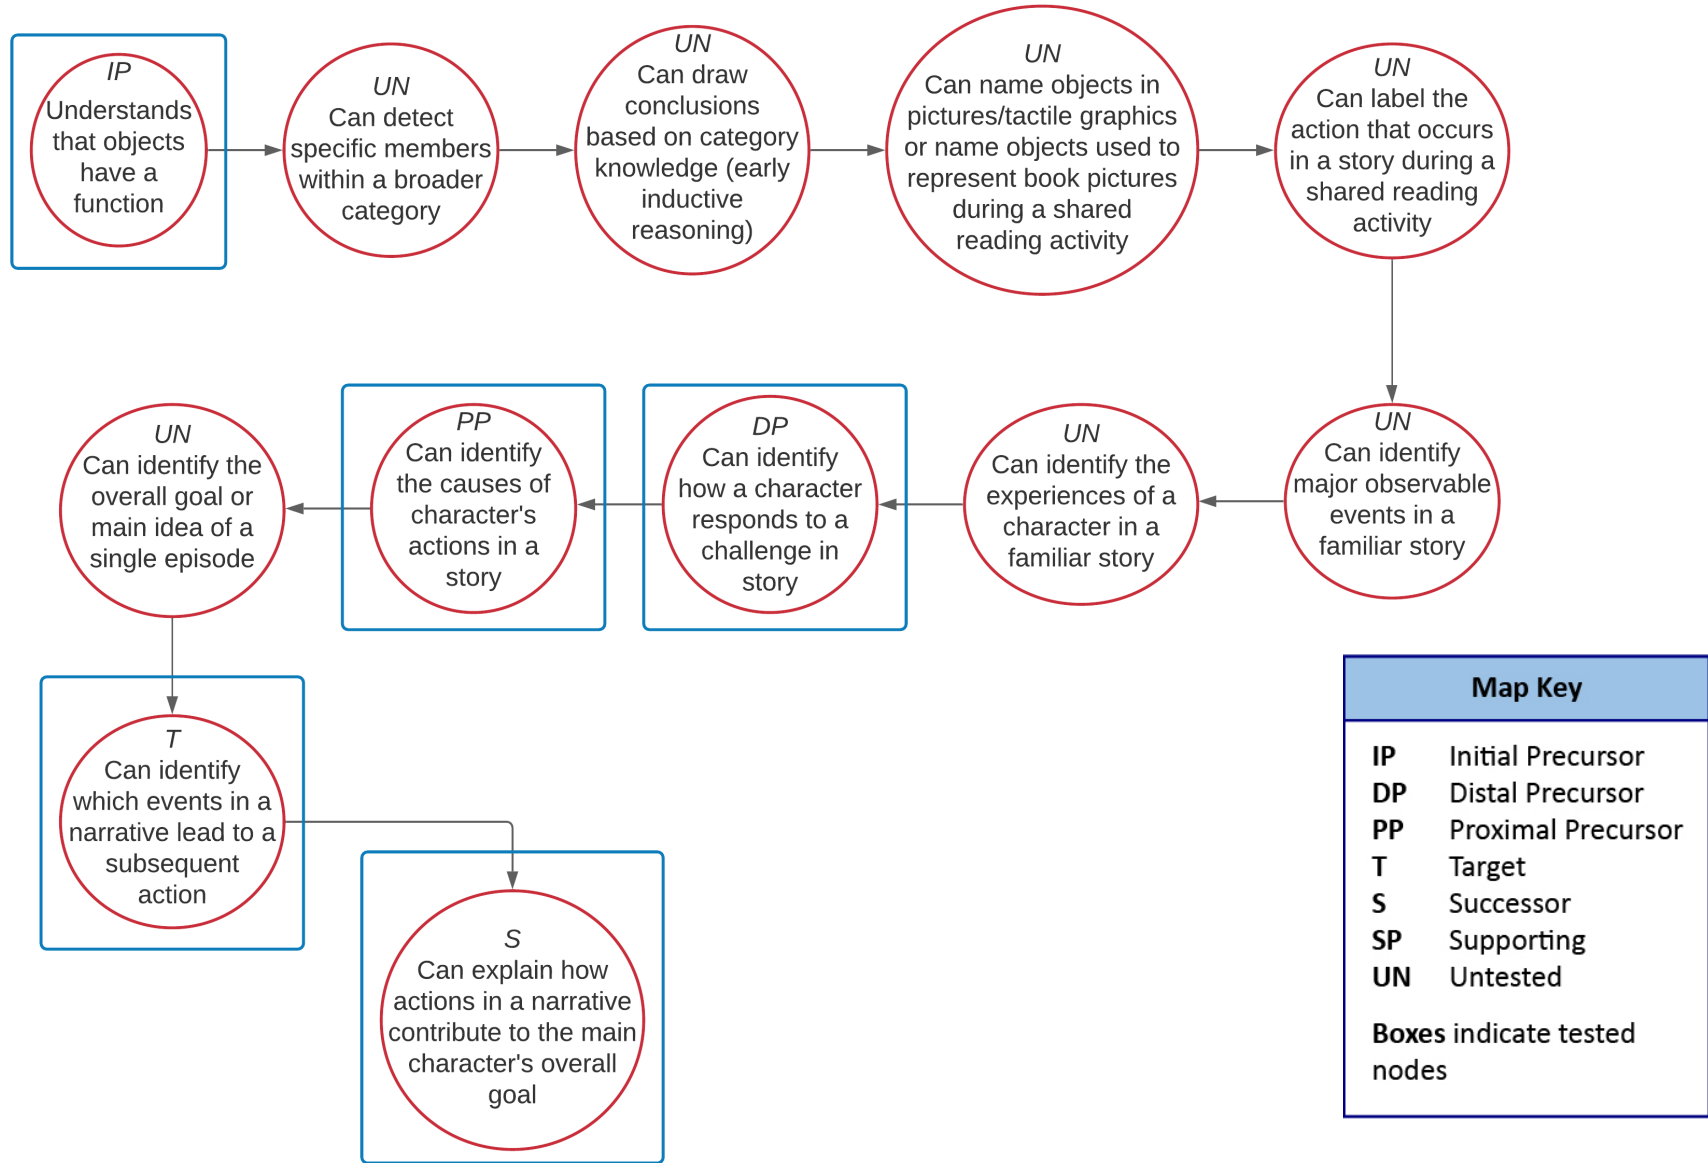 IP
Understands
that objects
have a
function
UN
Can detect
specific members
within a broader
category
UN
Can draw
conclusions
based on category
knowledge (early
inductive
reasoning)
UN
Can name objects in
pictures/tactile graphics
or name objects used to
represent book pictures
during a shared
reading activity
UN
Can label the
action that occurs
in a story during a
shared reading
activity
UN
Can identify
major observable
events in a
familiar story
UN
Can identify the
experiences of a
character in a
familiar story
DP
Can identify
how a character
responds to a
challenge in
story
PP
Can identify
the causes of
character's
actions in a
story
UN
Can identify the
overall goal or
main idea of a
single episode
T
Can identify
which events in a
narrative lead to a
subsequent
action
S
Can explain how
actions in a narrative
contribute to the main
character's overall
goal
Map Key
IP Initial Precursor
DP Distal Precursor
PP Proximal Precursor
T Target
S Successor
SP Supporting
UN Untested
Boxes indicate tested
nodes